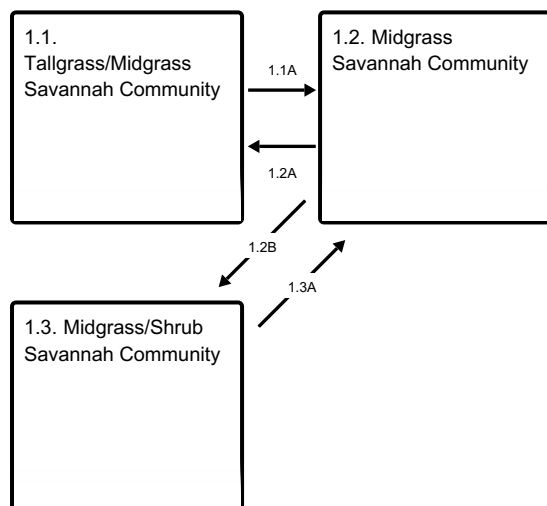 1.1.
Tallgrass/Midgrass
Savannah Community
1.2. Midgrass
Savannah Community
1.1A
1.2A
1.2B
1.3A
1.3. Midgrass/Shrub
Savannah Community